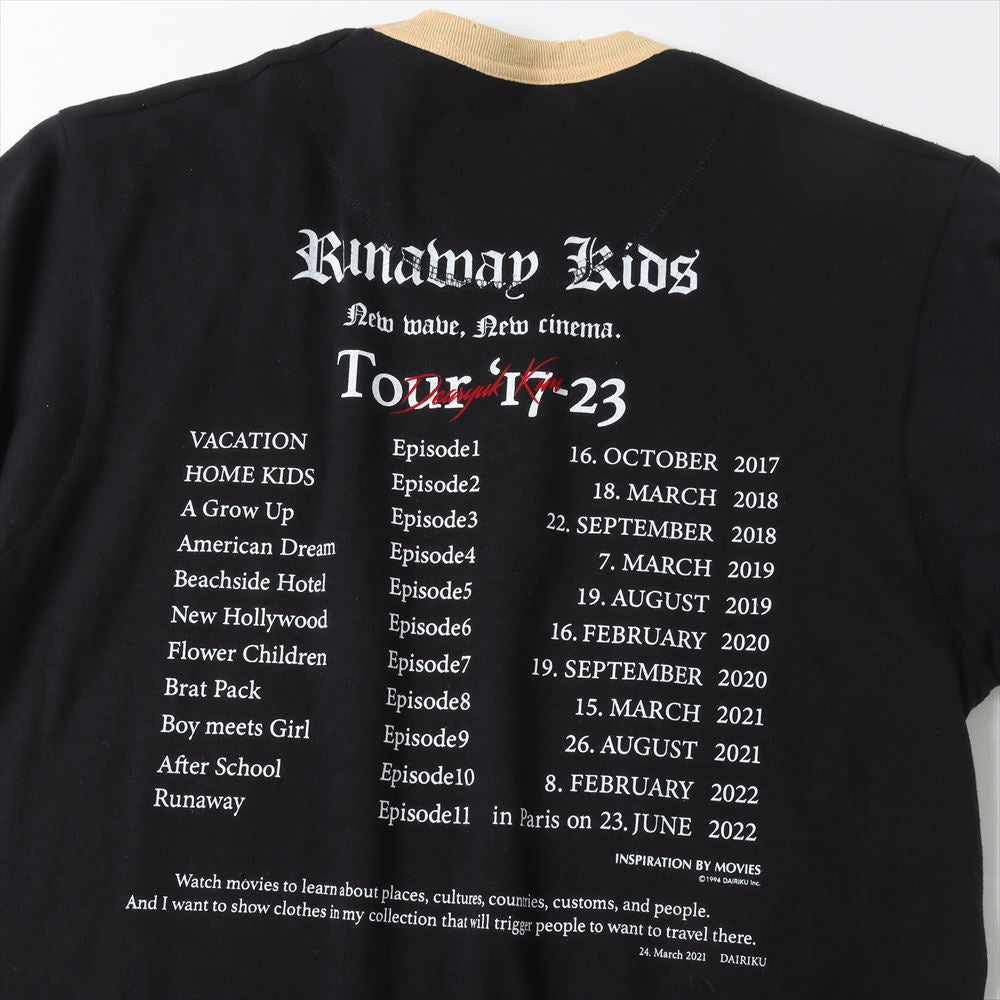 Runaway Kids
New wave, New cinema.
Tour '17-23
Dearyuk Kim
VACATION Episode1 16. OCTOBER 2017
HOME KIDS Episode2 18. MARCH 2018
A Grow Up Episode3 22. SEPTEMBER 2018
American Dream Episode4 7. MARCH 2019
Beachside Hotel Episode5 19. AUGUST 2019
New Hollywood Episode6 16. FEBRUARY 2020
Flower Children Episode7 19. SEPTEMBER 2020
Brat Pack Episode8 15. MARCH 2021
Boy meets Girl Episode9 26. AUGUST 2021
After School Episode10 8. FEBRUARY 2022
Runaway Episode11 in Paris on 23. JUNE 2022
INSPIRATION BY MOVIES
©1994 DAIRIKU Inc.
Watch movies to learn about places, cultures, countries, customs, and people.
And I want to show clothes in my collection that will trigger people to want to travel there.
24. March 2021 DAIRIKU